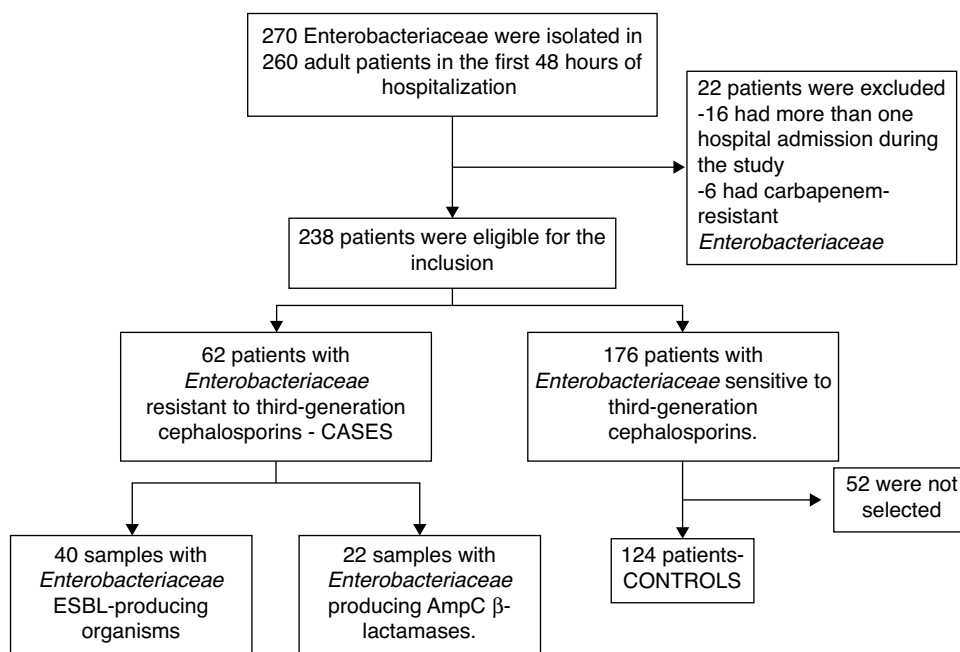 270 Enterobacteriaceae were isolated in
260 adult patients in the first 48 hours of
hospitalization
22 patients were excluded
-16 had more than one
hospital admission during
the study
-6 had carbapenem-
resistant
Enterobacteriaceae
238 patients were eligible for the
inclusion
62 patients with
Enterobacteriaceae
resistant to third-generation
cephalosporins - CASES
176 patients with
Enterobacteriaceae sensitive to
third-generation
cephalosporins.
52 were not
selected
40 samples with
Enterobacteriaceae
ESBL-producing
organisms
22 samples with
Enterobacteriaceae
producing AmpC β-
lactamases.
124 patients-
CONTROLS